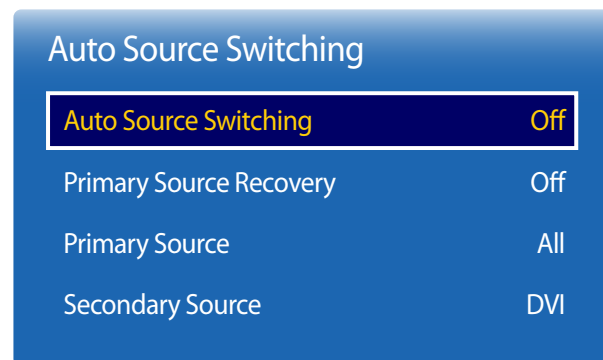 Auto Source Switching
Auto Source Switching Off
Primary Source Recovery Off
Primary Source All
Secondary Source DVI